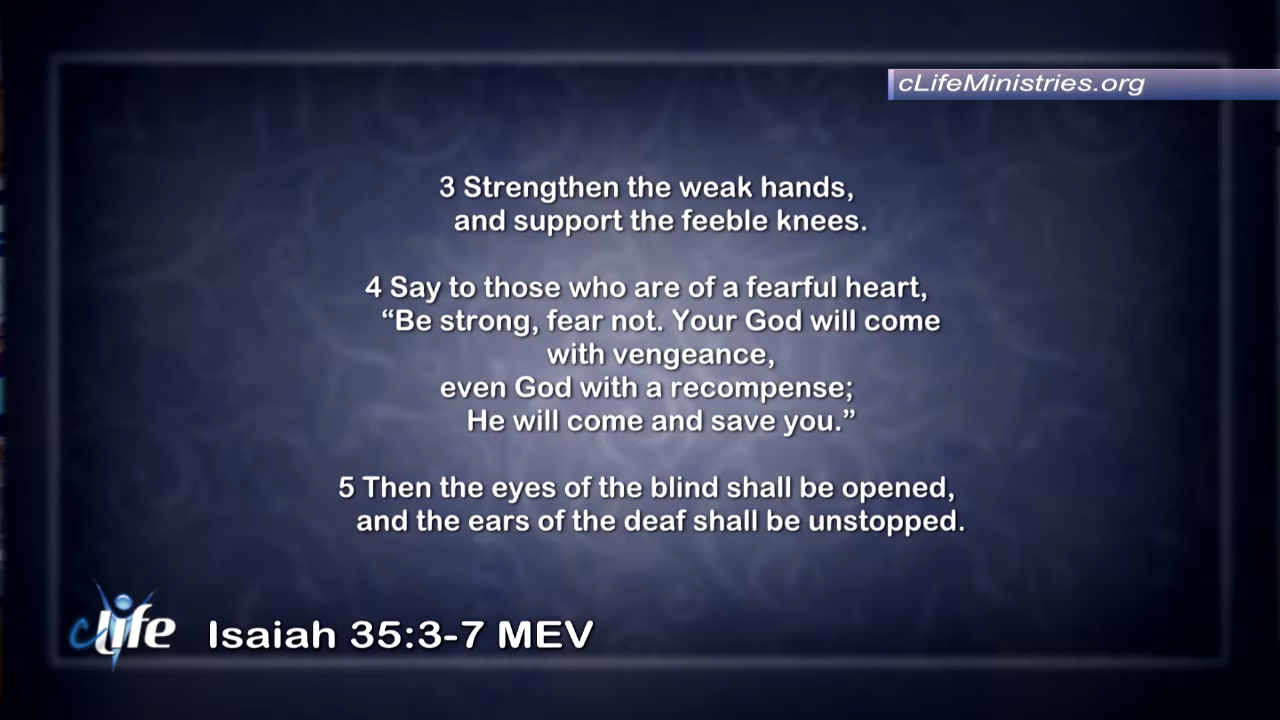 cLifeMinistries.org
3 Strengthen the weak hands,
and support the feeble knees.
4 Say to those who are of a fearful heart,
“Be strong, fear not. Your God will come
with vengeance,
even God with a recompense;
He will come and save you.”
5 Then the eyes of the blind shall be opened,
and the ears of the deaf shall be unstopped.
cLife
Isaiah 35:3-7 MEV